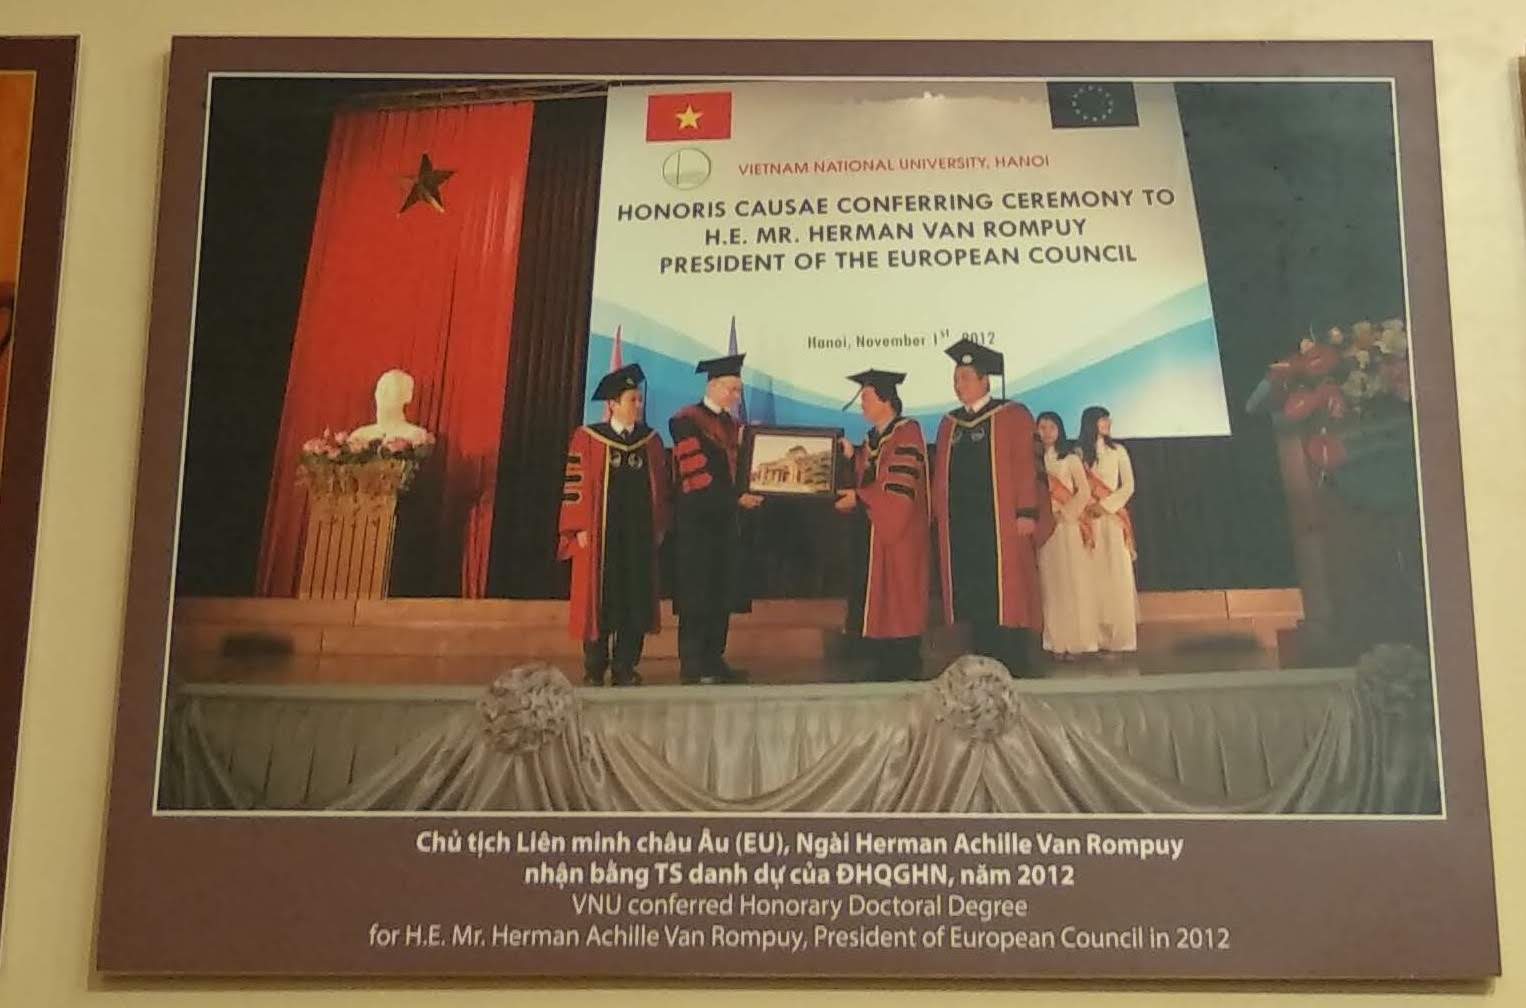 VIETNAM NATIONAL UNIVERSITY, HANOI
HONORIS CAUSAE CONFERRING CEREMONY TO
H.E. MR. HERMAN VAN ROMPUY
PRESIDENT OF THE EUROPEAN COUNCIL
Hanoi, November 1st, 2012
Chủ tịch Liên minh châu Âu (EU), Ngài Herman Achille Van Rompuy
nhận bằng TS danh dự của ĐHQGHN, năm 2012
VNU conferred Honorary Doctoral Degree
for H.E. Mr. Herman Achille Van Rompuy, President of European Council in 2012